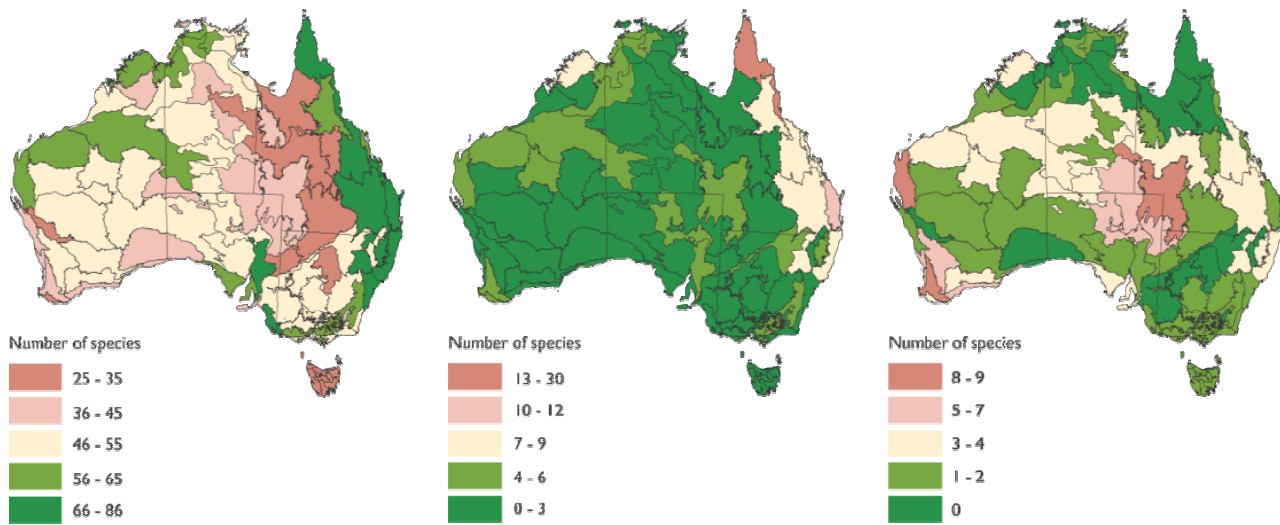 Number of species
25 - 35
36 - 45
46 - 55
56 - 65
66 - 86
Number of species
13 - 30
10 - 12
7 - 9
4 - 6
0 - 3
Number of species
8 - 9
5 - 7
3 - 4
1 - 2
0